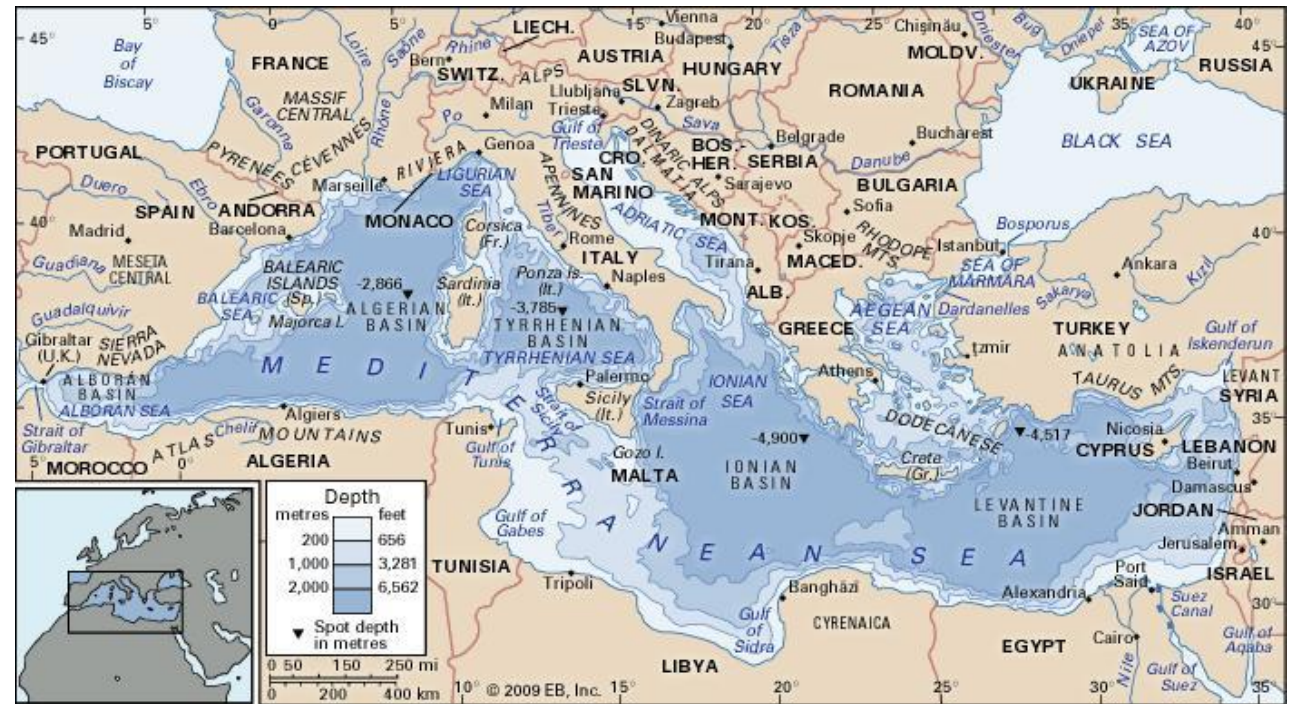 5°
0°
5°
LIECH.
15°
Vienna
20°
25°
Chişinău
35°
40°
45°
Bay
of
Biscay
Loire
Saône
Rhine
Bern
SWITZ.
ALPS
AUSTRIA
Budapest
Tisza
HUNGARY
MOLDV.
Dniester
Bug
Dnieper
SEA OF
AZOV
45°
RUSSIA
UKRAINE
FRANCE
MASSIF
CENTRAL
Garonne
Rhône
CÉVENNES
PYRENEES
Po
Milan
Llubljana
SLVN.
Trieste
Zagreb
Gulf of
Trieste
Sava
ROMANIA
Belgrade
Bucharest
Danube
BLACK SEA
PORTUGAL
Duero
Ebro
Marseille
RIVIERA
Genoa
LIGURIAN
SEA
APENNINES
CRO.
DINARIC ALPS
DALMATIA
BOS.-
HER.
SERBIA
SAN
MARINO
Sarajevo
BULGARIA
Sofia
40°
SPAIN
ANDORRA
Barcelona
MONACO
Corsica
(Fr.)
Tiber
Rome
ITALY
ADRIATIC SEA
MONT.
KOS.
Skopje
MACED.
RHODOPE
MTS.
Istanbul
Bosporus
40°
Madrid
MESETA
CENTRAL
Guadiana
BALEARIC
ISLANDS
(Sp.)
BALEARIC
SEA
Majorca I.
-2,866
ALGERIAN
BASIN
Sardinia
(It.)
Ponza is.
(It.)
Naples
-3,785
TYRRHENIAN
BASIN
TYRRHENIAN SEA
Tirana
ALB.
GREECE
AEGEAN
SEA
SEA OF
MARMARA
Dardanelles
Sakarya
Ankara
Kızıl
TURKEY
ANATOLIA
Gulf of
Iskenderun
Guadalquivir
Gibraltar
(U.K.)
SIERRA
NEVADA
ALBORÁN
BASIN
ALBORAN SEA
Strait of
Gibraltar
MEDITERRANEAN SEA
Palermo
Sicily
(It.)
Strait of
Sicily
Strait of
Messina
IONIAN
SEA
Athens
İzmir
TAURUS MTS.
LEVANT
SYRIA
35°
5°
MOROCCO
0°
ATLAS MOUNTAINS
Chelif
Algiers
ALGERIA
Tunis
Gulf of
Tunis
Gozo I.
MALTA
-4,900
IONIAN
BASIN
DODECANESE
Crete
(Gr.)
-4,517
Nicosia
CYPRUS
LEBANON
Beirut
Damascus
LEVANTINE
BASIN
JORDAN
Amman
Jerusalem
ISRAEL
Depth
metres feet
200 656
1,000 3,281
2,000 6,562
Spot depth
in metres
0 50 150 250 mi
0 200 400 km
TUNISIA
Gulf of
Gabes
Tripoli
LIBYA
Gulf
of
Sidra
Banghāzī
CYRENAICA
Alexandria
Port
Said
Suez
Canal
30°
EGYPT
Cairo
Nile
Gulf of
Suez
Gulf of
Aqaba
10°
© 2009 EB, Inc.
15°
20°
25°
30°
35°